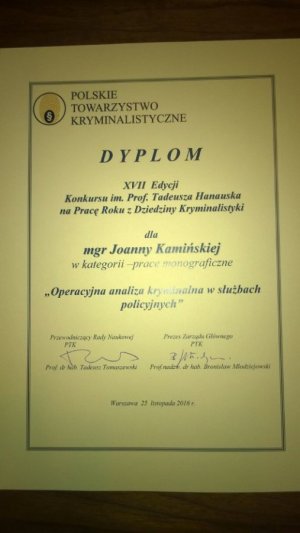 POLSKIE
TOWARZYSTWO
KRYMINALISTYCZNE
§
DYPLOM
XVII Edycji
Konkursu im. Prof. Tadeusza Hanauska
na Pracę Roku z Dziedziny Kryminalistyki
dla
mgr Joanny Kamińskiej
w kategorii –prace monograficzne
„Operacyjna analiza kryminalna w służbach
policyjnych”
Przewodniczący Rady Naukowej
PTK
Prezes Zarządu Głównego
PTK
Prof. dr hab. Tadeusz Tomaszewski
Prof nadzw. dr hab. Bronisław Młodziejowski
Warszawa 25 listopada 2016 r.